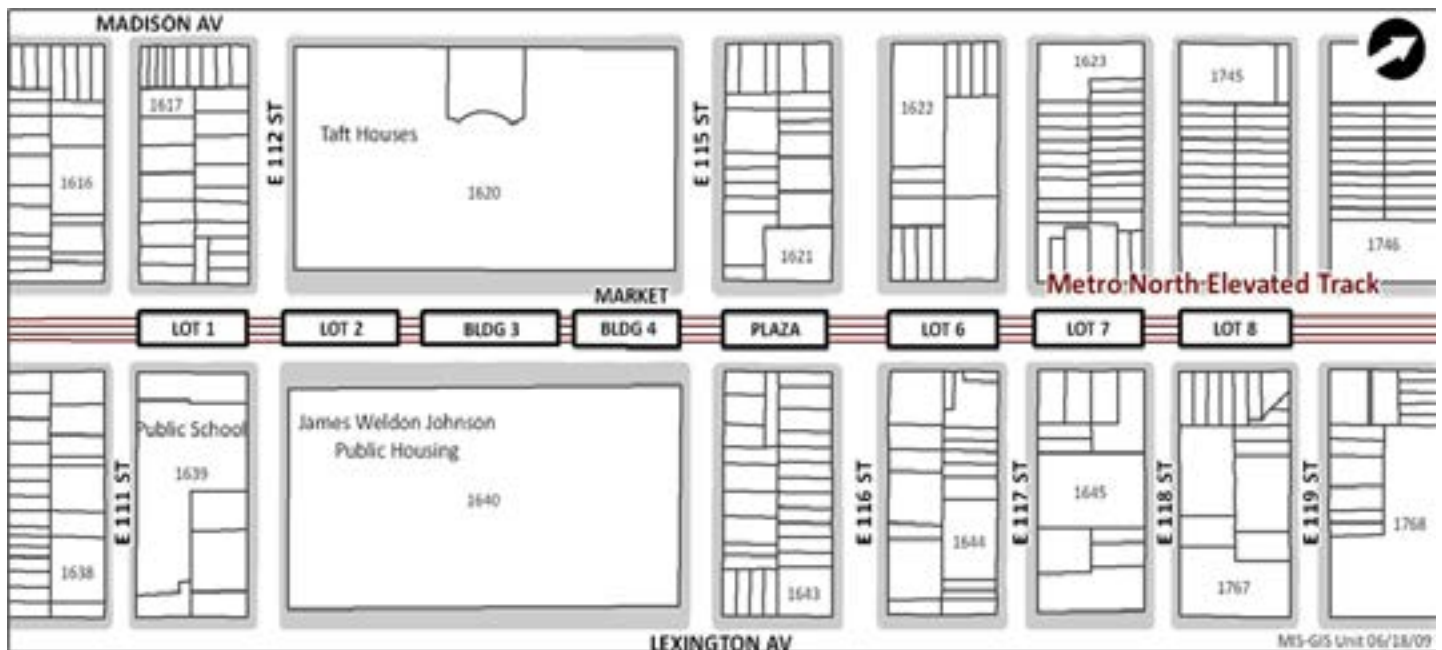 MADISON AV
1616
1617
E 112 ST
Taft Houses
1620
E 115 ST
1621
1622
1623
1745
1746
Metro North Elevated Track
MARKET
LOT 1
LOT 2
BLDG 3
BLDG 4
PLAZA
LOT 6
LOT 7
LOT 8
1638
E 111 ST
Public School
1639
James Weldon Johnson
Public Housing
1640
1643
E 116 ST
1644
E 117 ST
1645
E 118 ST
1767
E 119 ST
1768
LEXINGTON AV
MIS-GIS Unit 06/18/09